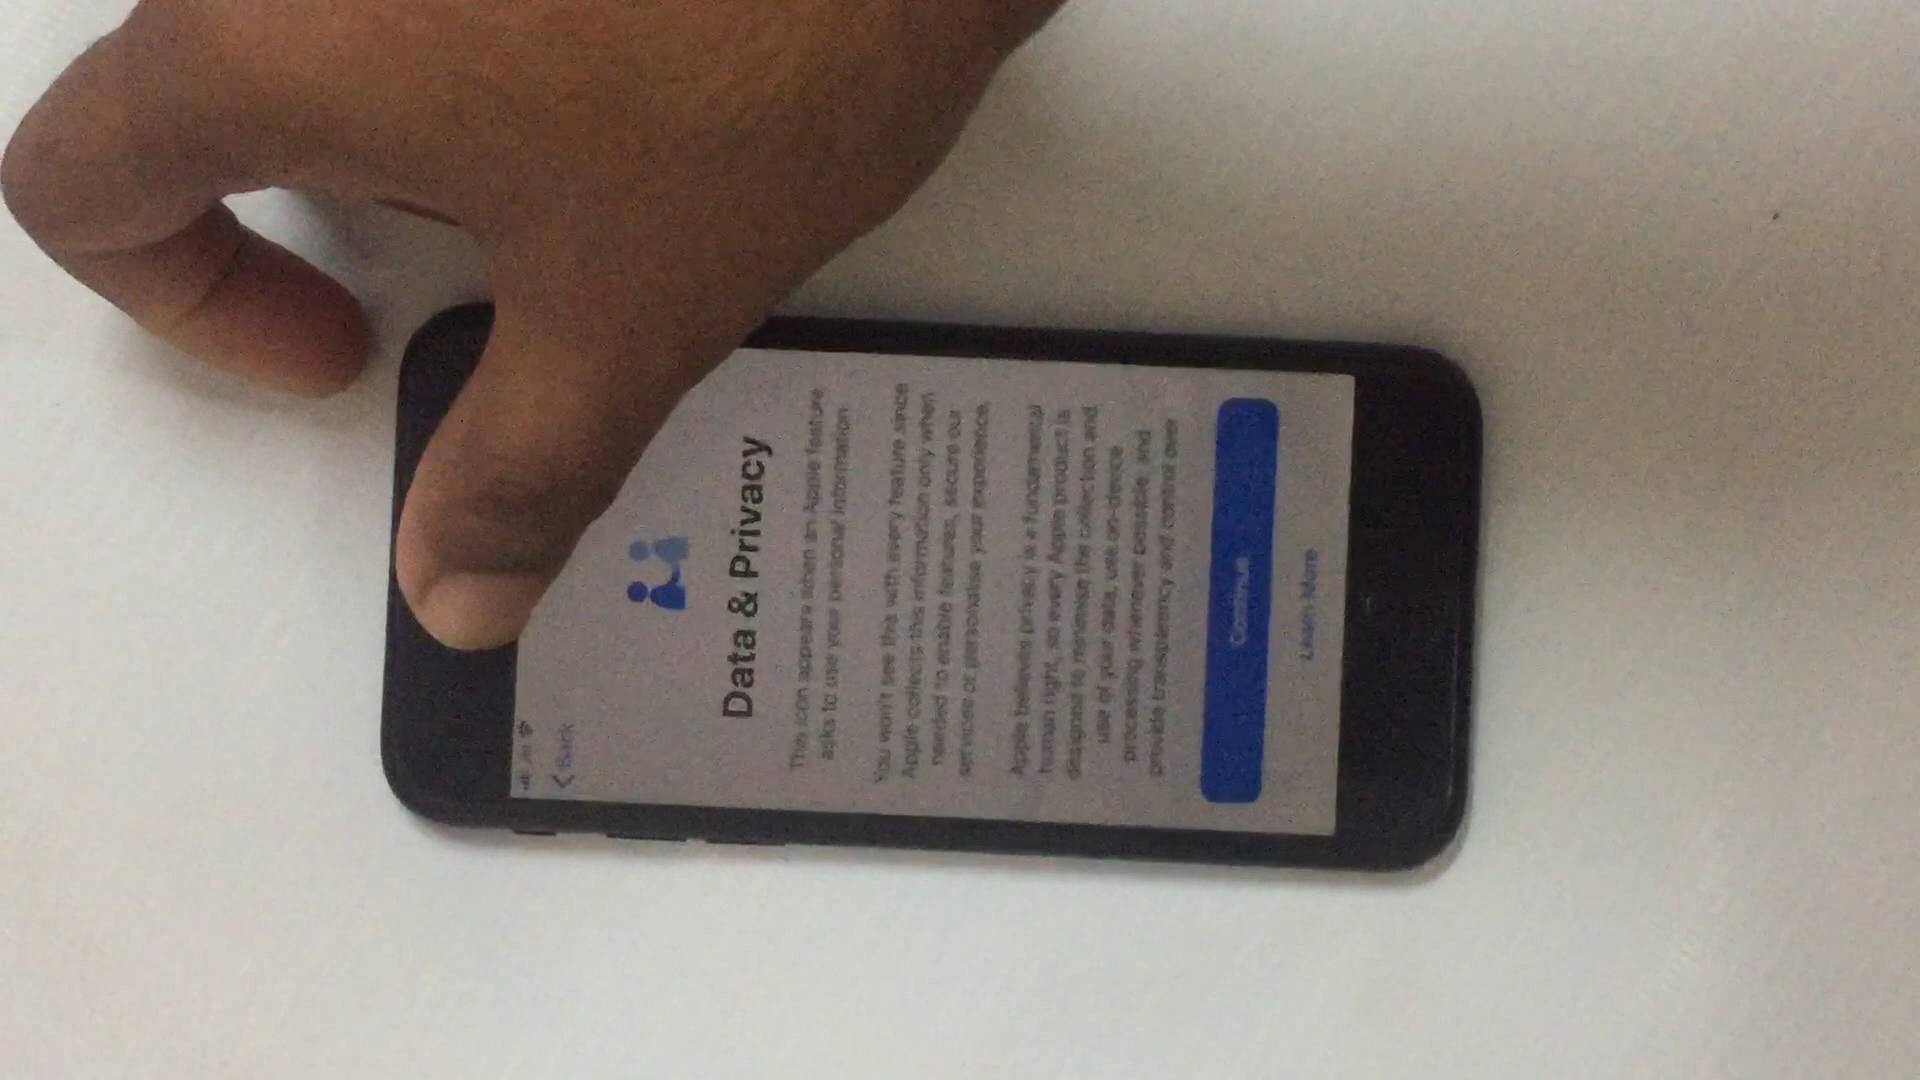 Back
Data & Privacy
This icon appears when an Apple feature
asks to use your personal information
You won't see this with every feature since
Apple collects this information only when
needed to enable features, secure our
services or personalise your experience.
Apple believes privacy is a fundamental
human right, so every Apple product is
designed to minimise the collection and
use of your data, use on-device
processing whenever possible, and
provide transparency and control over
Continue
Learn More